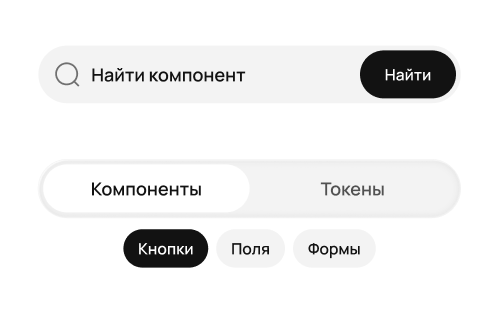 Найти компонент Найти
Компоненты Токены
Кнопки Поля Формы